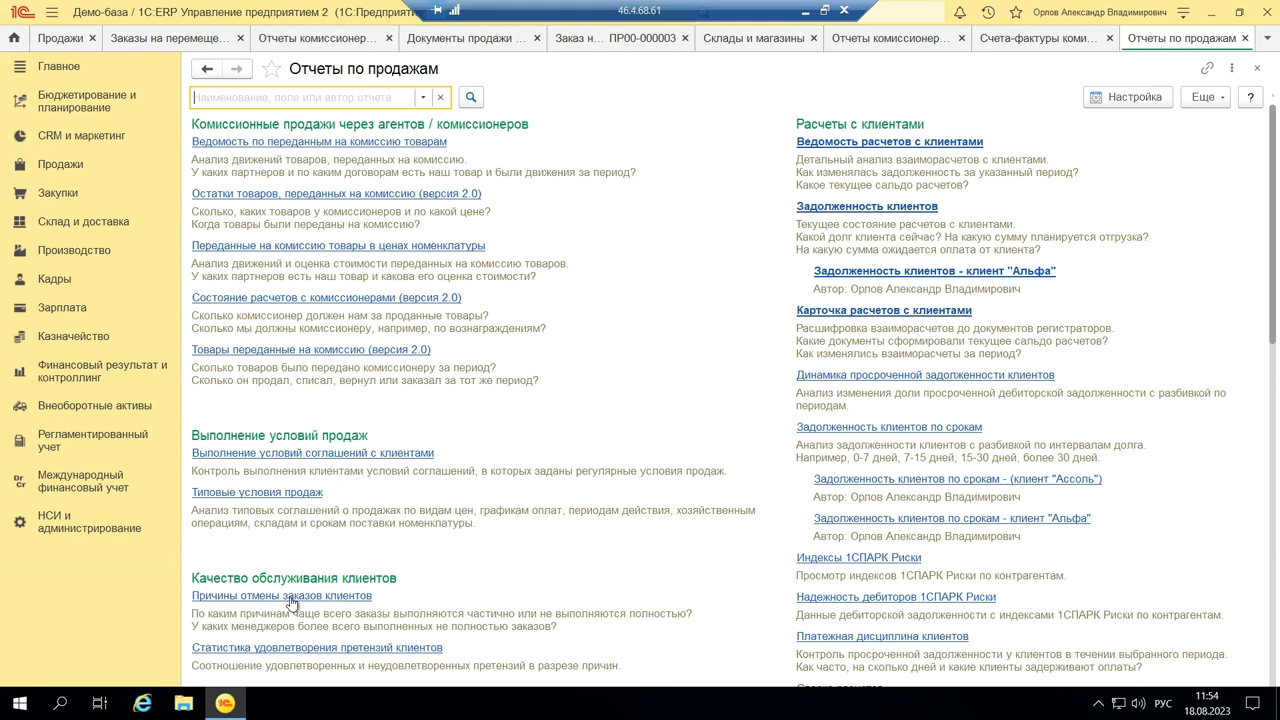 Демо-база / 1С:ERP Управление предприятием 2 (1С:Предприяти
46.4.68.61
Орлов Александр Владимирович
Продажи
Заказы на перемеще...
Отчеты комиссионер...
Документы продажи ...
Заказ н... ПР00-000003
Склады и магазины
Отчеты комиссионер...
Счета-фактуры коми...
Отчеты по продажам
Главное
Бюджетирование и
планирование
CRM и маркетинг
Продажи
Закупки
Склад и доставка
Производство
Кадры
Зарплата
Казначейство
Финансовый результат и
контроллинг
Внеоборотные активы
Регламентированный
учет
Международный
финансовый учет
НСИ и
администрирование
Отчеты по продажам
Наименование, поле или автор отчета
Настройка
Еще
?
Комиссионные продажи через агентов / комиссионеров
Ведомость по переданным на комиссию товарам
Анализ движений товаров, переданных на комиссию.
У каких партнеров и по каким договорам есть наш товар и были движения за период?
Остатки товаров, переданных на комиссию (версия 2.0)
Сколько, каких товаров у комиссионеров и по какой цене?
Когда товары были переданы на комиссию?
Переданные на комиссию товары в ценах номенклатуры
Анализ движений и оценка стоимости переданных на комиссию товаров.
У каких партнеров есть наш товар и какова его оценка стоимости?
Состояние расчетов с комиссионерами (версия 2.0)
Сколько комиссионер должен нам за проданные товары?
Сколько мы должны комиссионеру, например, по вознаграждениям?
Товары переданные на комиссию (версия 2.0)
Сколько товаров было передано комиссионеру за период?
Сколько он продал, списал, вернул или заказал за тот же период?
Выполнение условий продаж
Выполнение условий соглашений с клиентами
Контроль выполнения клиентами условий соглашений, в которых заданы регулярные условия продаж.
Типовые условия продаж
Анализ типовых соглашений о продажах по видам цен, графикам оплат, периодам действия, хозяйственным
операциям, складам и срокам поставки номенклатуры.
Качество обслуживания клиентов
Причины отмены заказов клиентов
По каким причинам чаще всего заказы выполняются частично или не выполняются полностью?
У каких менеджеров более всего выполненных не полностью заказов?
Статистика удовлетворения претензий клиентов
Соотношение удовлетворенных и неудовлетворенных претензий в разрезе причин.
Расчеты с клиентами
Ведомость расчетов с клиентами
Детальный анализ взаиморасчетов с клиентами.
Как изменялась задолженность за указанный период?
Какое текущее сальдо расчетов?
Задолженность клиентов
Текущее состояние расчетов с клиентами.
Какой долг клиента сейчас? На какую сумму планируется отгрузка?
На какую сумма ожидается оплата от клиента?
Задолженность клиентов - клиент "Альфа"
Автор: Орлов Александр Владимирович
Карточка расчетов с клиентами
Расшифровка взаиморасчетов до документов регистраторов.
Какие документы сформировали текущее сальдо расчетов?
Как изменялись взаиморасчеты за период?
Динамика просроченной задолженности клиентов
Анализ изменения доли просроченной дебиторской задолженности с разбивкой по
периодам.
Задолженность клиентов по срокам
Анализ задолженности клиентов с разбивкой по интервалам долга.
Например, 0-7 дней, 7-15 дней, 15-30 дней, более 30 дней.
Задолженность клиентов по срокам - (клиент "Ассоль")
Автор: Орлов Александр Владимирович
Задолженность клиентов по срокам - клиент "Альфа"
Автор: Орлов Александр Владимирович
Индексы 1СПАРК Риски
Просмотр индексов 1СПАРК Риски по контрагентам.
Надежность дебиторов 1СПАРК Риски
Данные дебиторской задолженности с индексами 1СПАРК Риски по контрагентам.
Платежная дисциплина клиентов
Контроль просроченной задолженности у клиентов в течении выбранного периода.
Как часто, на сколько дней и какие клиенты задерживают оплаты?
РУС
11:54
18.08.2023